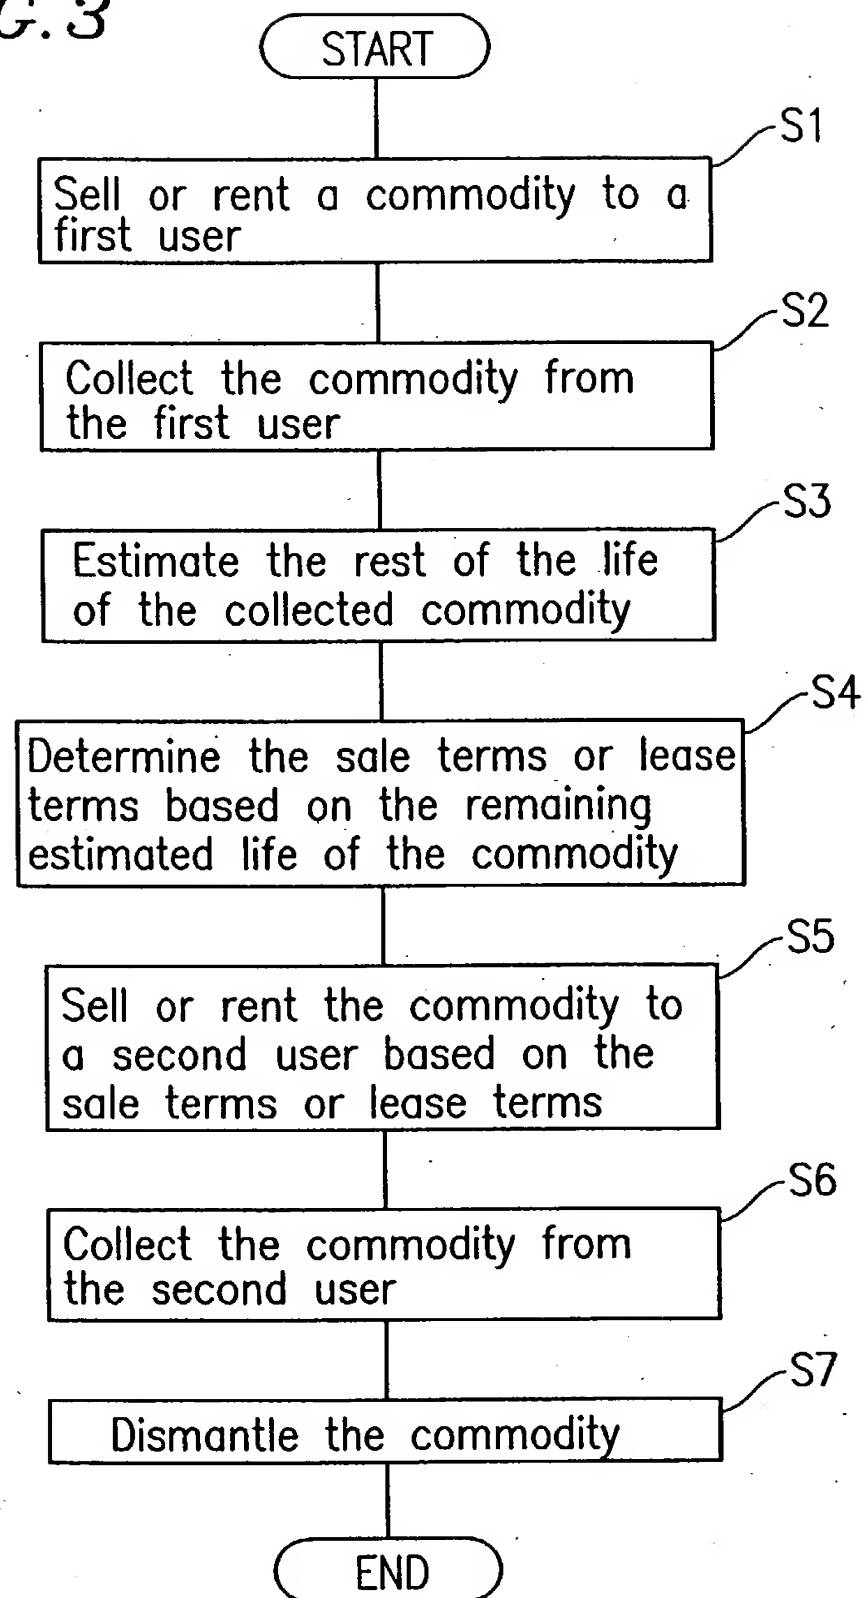 G. 3
START
S1
Sell or rent a commodity to a
first user
S2
Collect the commodity from
the first user
S3
Estimate the rest of the life
of the collected commodity
S4
Determine the sale terms or lease
terms based on the remaining
estimated life of the commodity
S5
Sell or rent the commodity to
a second user based on the
sale terms or lease terms
S6
Collect the commodity from
the second user
S7
Dismantle the commodity
END